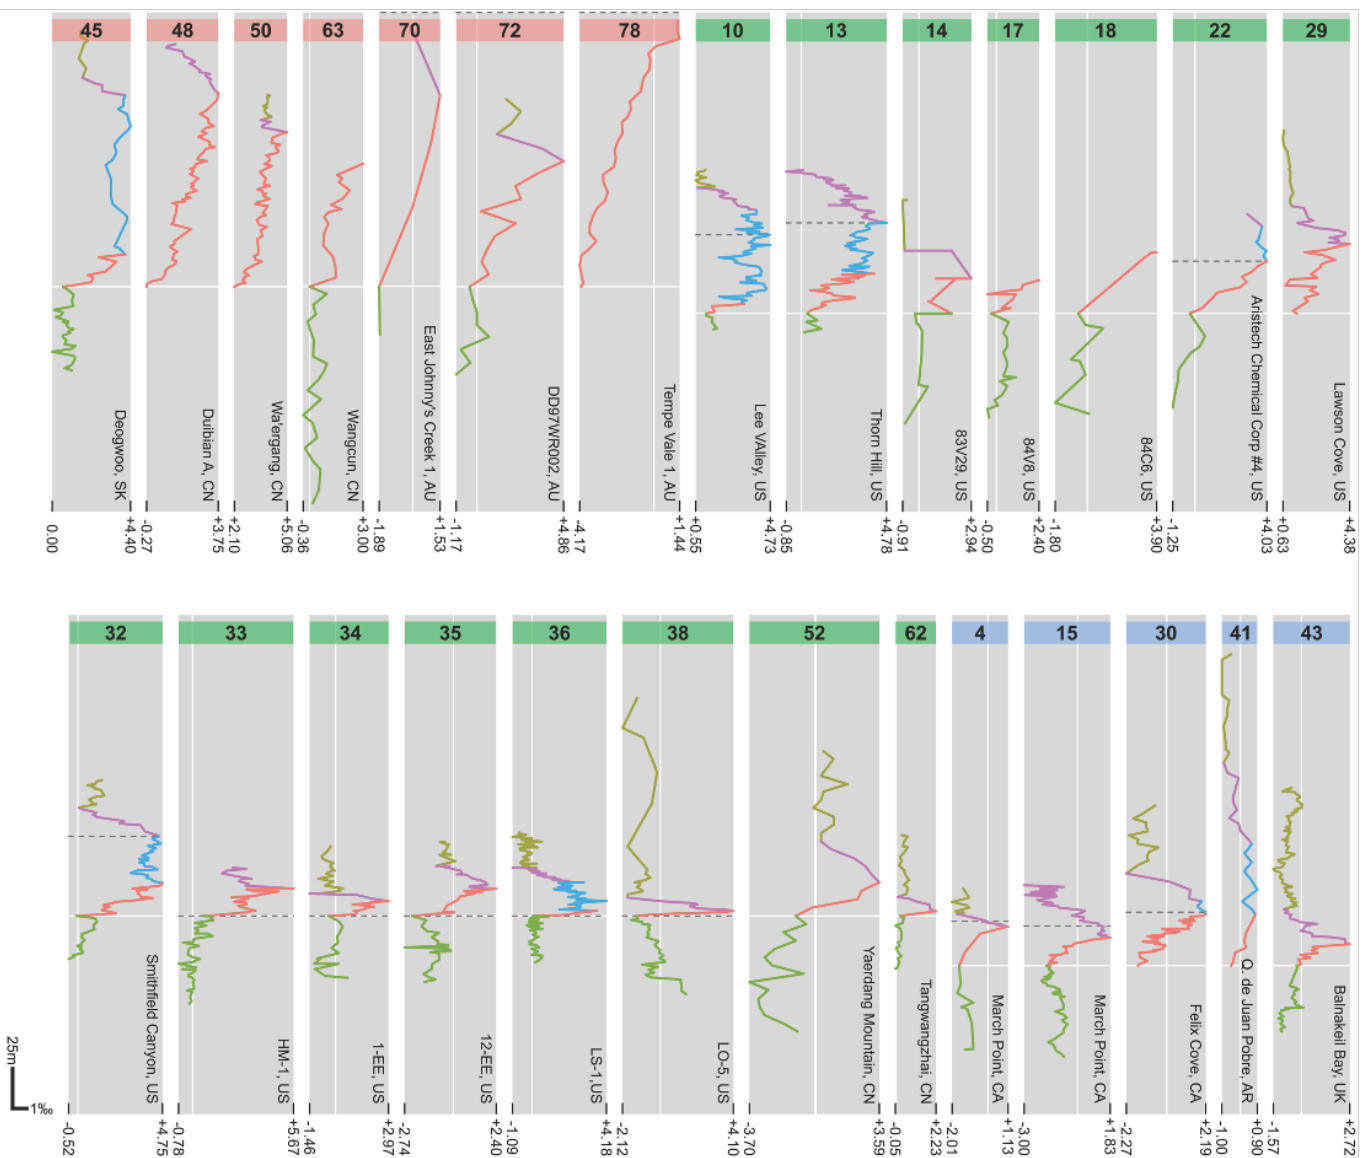 45 48 50 63 70 72 78 10 13 14 17 18 22 29
Deogwoo, SK
Duibian A, CN
Wa'ergang, CN
Wangcun, CN
East Johnny's Creek 1, AU
DD97WR002, AU
Tempe Vale 1, AU
Lee VAlley, US
Thorn Hill, US
83V29, US
84V8, US
84C6, US
Aristech Chemical Corp #4, US
Lawson Cove, US
0.00 +4.40
-0.27 +3.75
+2.10 +5.06
-0.36 +3.00
-1.89 +1.53
-1.17 +4.86
-4.17 +1.44
+0.55 +4.73
-0.85 +4.78
-0.91 +2.94
-0.50 +2.40
-1.80 +3.90
-1.25 +4.03
+0.63 +4.38
32 33 34 35 36 38 52 62 4 15 30 41 43
Smithfield Canyon, US
HM-1, US
1-EE, US
12-EE, US
LS-1,US
LO-5, US
Yaerdang Mountain, CN
Tangwangzhai, CN
March Point, CA
March Point, CA
Felix Cove, CA
Q. de Juan Pobre, AR
Balnakeil Bay, UK
-0.52 +4.75
-0.78 +5.67
-1.46 +2.97
-2.74 +2.40
-1.09 +4.18
-2.12 +4.10
-3.70 +3.59
-3.05 +2.23
-2.01 +1.13
-3.00 +1.83
-2.27 +2.19
-1.00 +0.90
-1.57 +2.72
25m
1‰